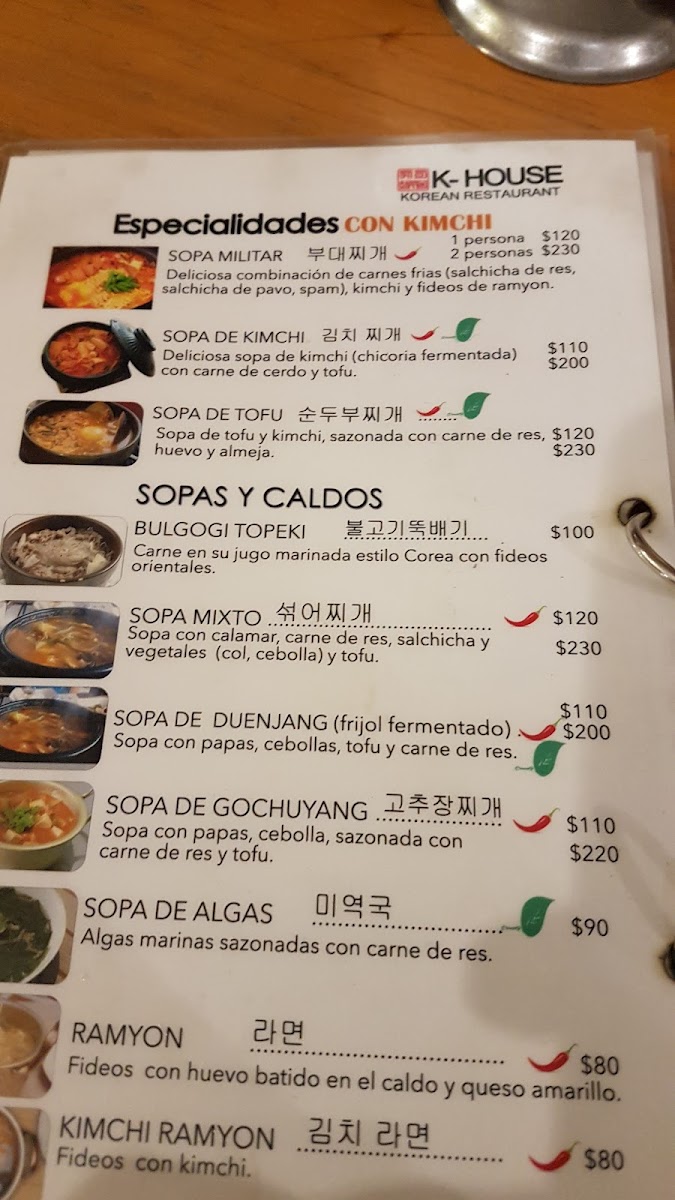 K-HOUSE
KOREAN RESTAURANT
Especialidades CON KIMCHI
SOPA MILITAR 부대찌개 1 persona $120
2 personas $230
Deliciosa combinación de carnes frias (salchicha de res,
salchicha de pavo, spam), kimchi y fideos de ramyon.
SOPA DE KIMCHI 김치 찌개 $110
Deliciosa sopa de kimchi (chicoria fermentada) $200
con carne de cerdo y tofu.
SOPA DE TOFU 순두부찌개 ........
Sopa de tofu y kimchi, sazonada con carne de res, $120
huevo y almeja. $230
SOPAS Y CALDOS
BULGOGI TOPEKI 불고기뚝배기 $100
Carne en su jugo marinada estilo Corea con fideos
orientales.
SOPA MIXTO 섞어찌개 $120
Sopa con calamar, carne de res, salchicha y
vegetales (col, cebolla) y tofu. $230
SOPA DE DUENJANG (frijol fermentado) $110
$200
Sopa con papas, cebollas, tofu y carne de res.
SOPA DE GOCHUYANG 고추장찌개 $110
Sopa con papas, cebolla, sazonada con
carne de res y tofu. $220
SOPA DE ALGAS 미역국 $90
Algas marinas sazonadas con carne de res.
RAMYON 라면 $80
Fideos con huevo batido en el caldo y queso amarillo.
KIMCHI RAMYON 김치 라면 $80
Fideos con kimchi.